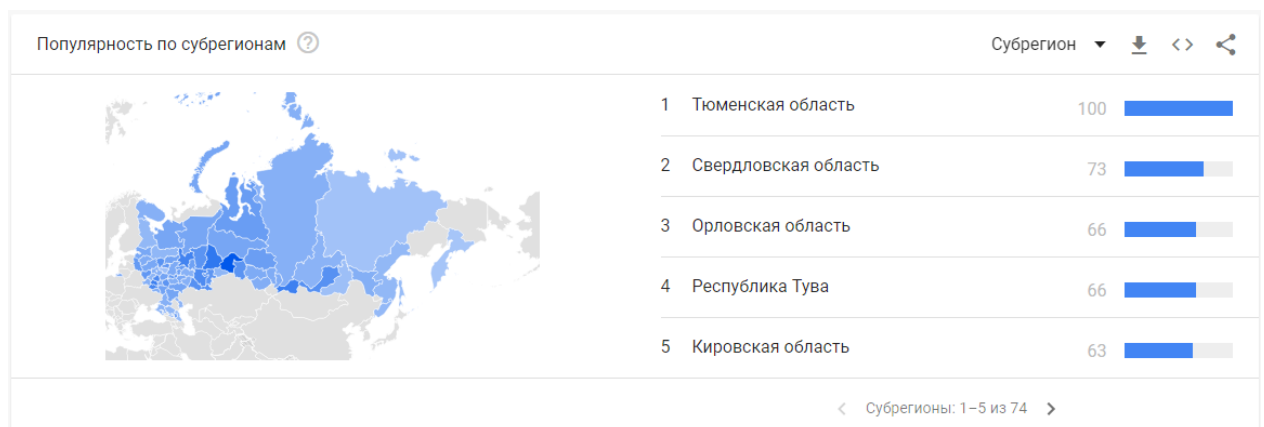 Популярность по субрегионам ?
Субрегион
1 Тюменская область 100
2 Свердловская область 73
3 Орловская область 66
4 Республика Тува 66
5 Кировская область 63
Субрегионы: 1–5 из 74